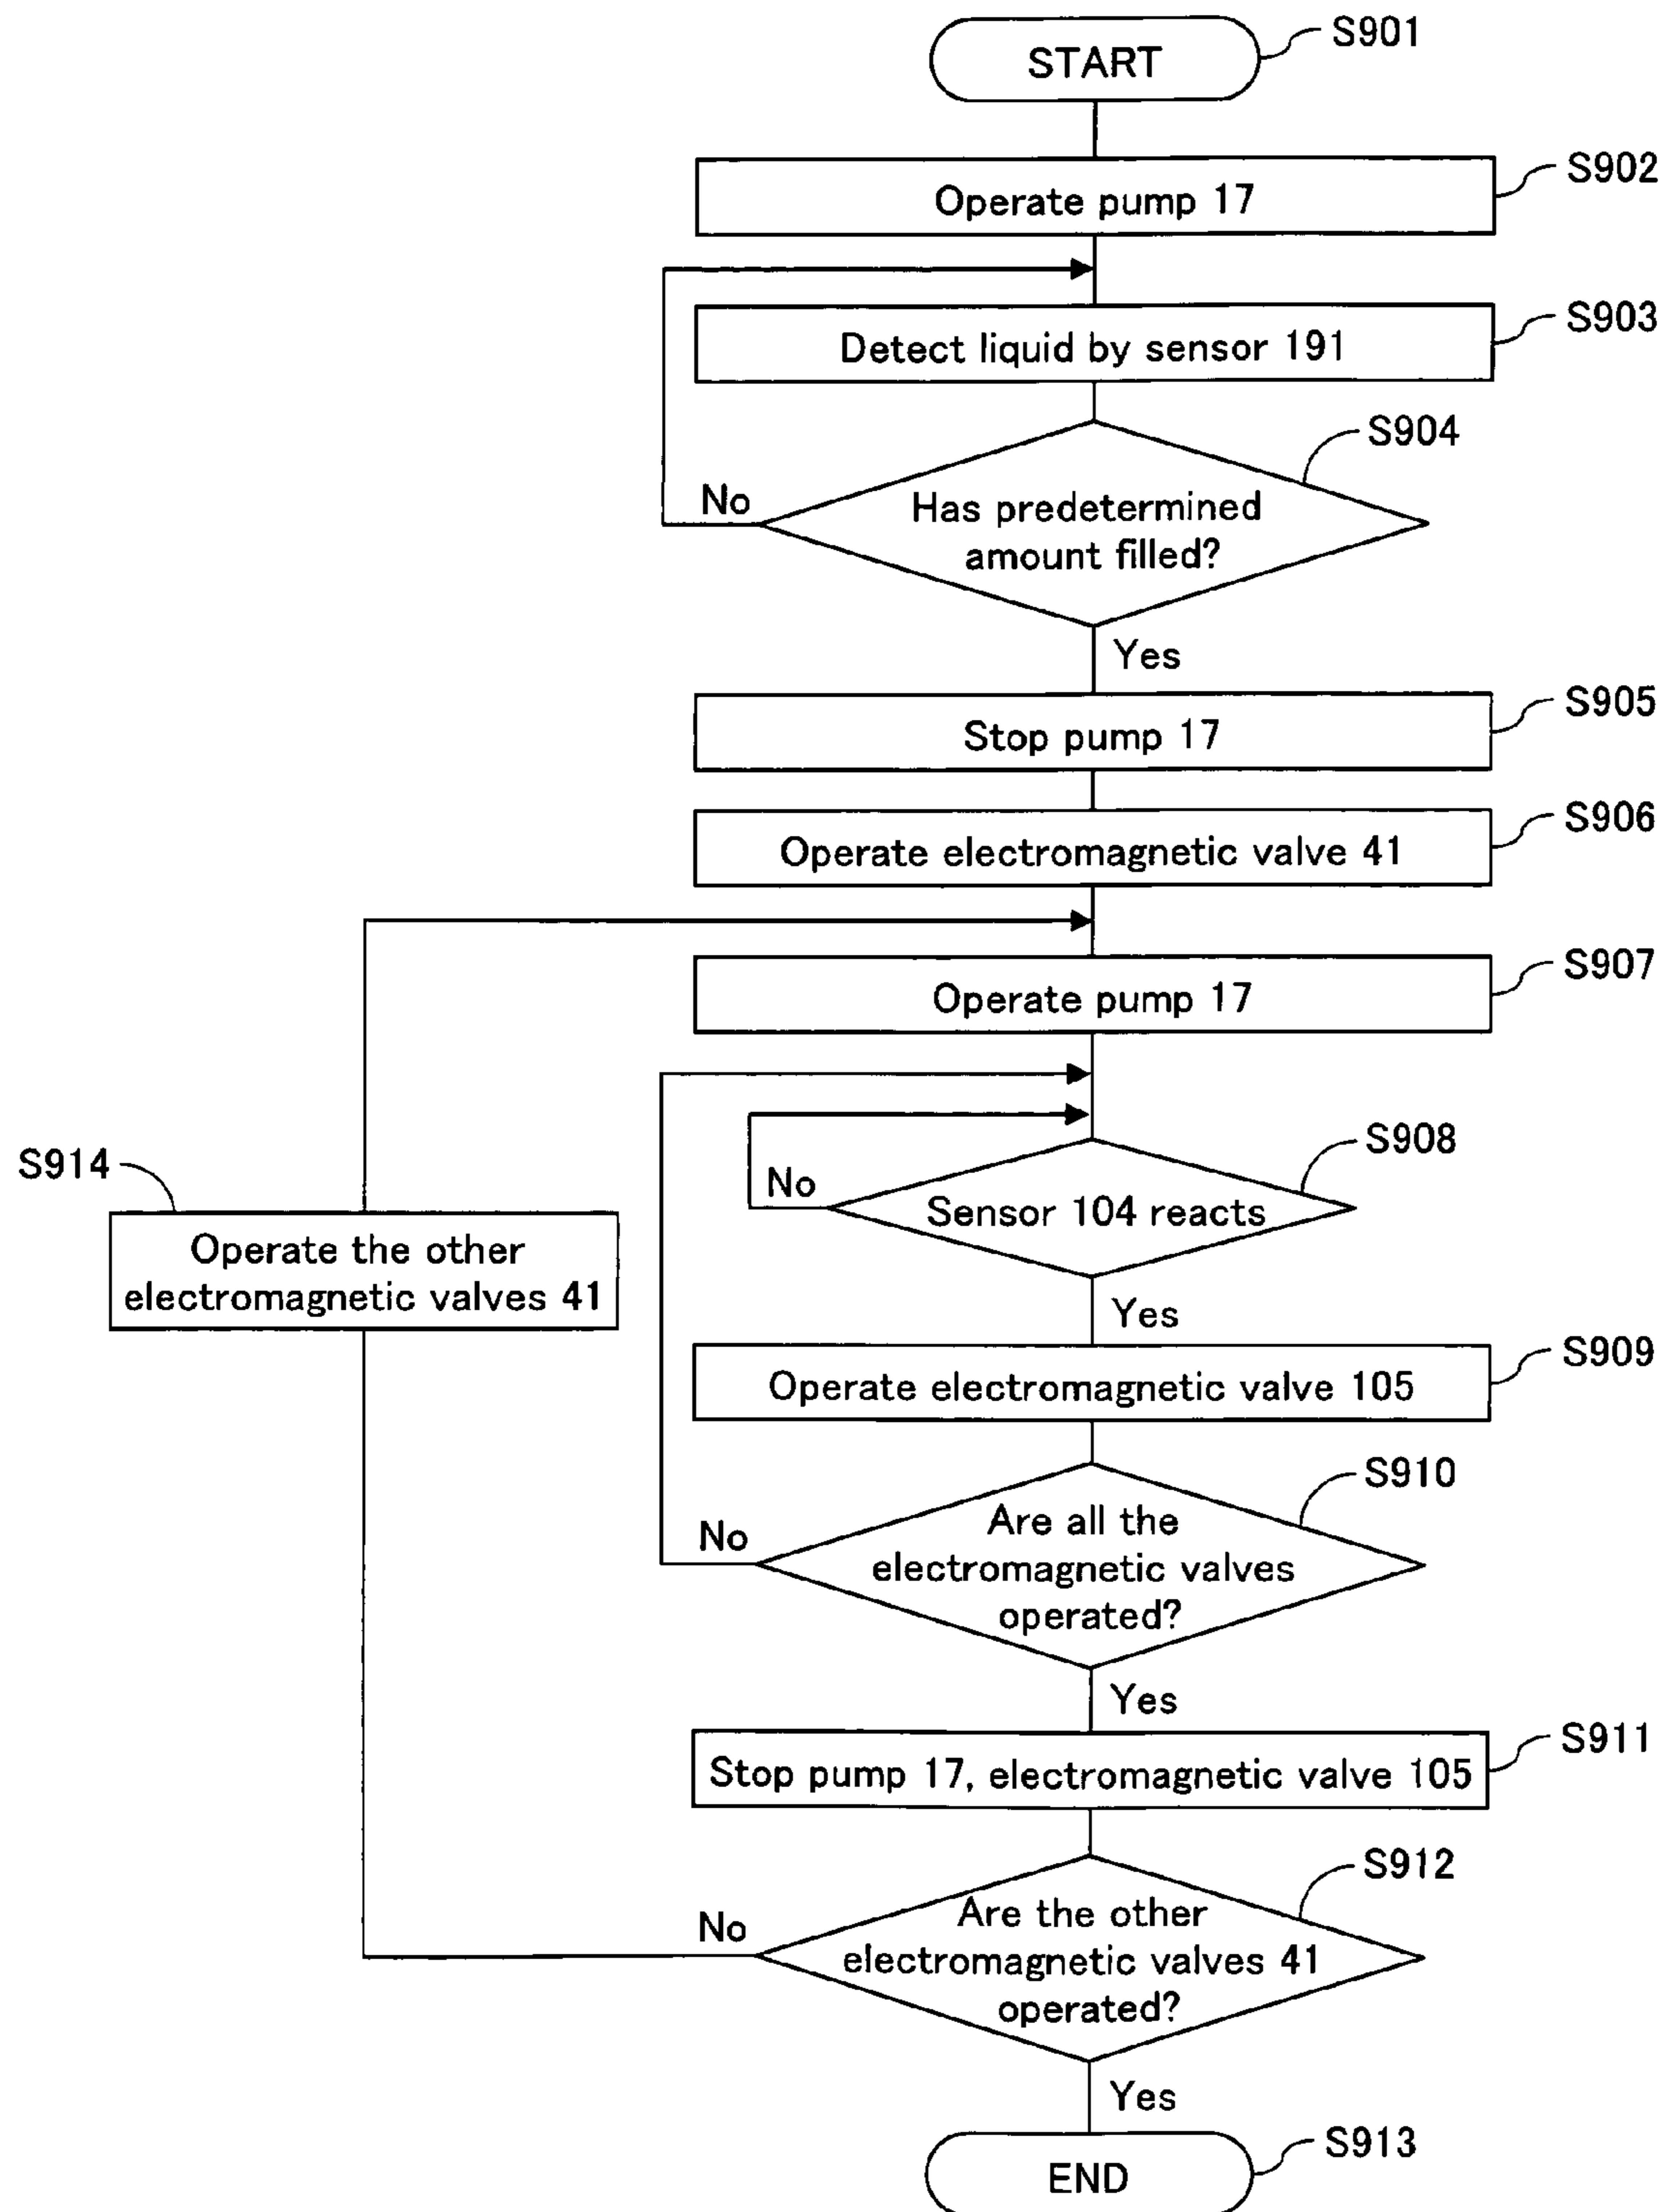 START
S901
Operate pump 17
S902
Detect liquid by sensor 191
S903
S904
Has predetermined
amount filled?
No
Yes
Stop pump 17
S905
Operate electromagnetic valve 41
S906
Operate pump 17
S907
S908
Sensor 104 reacts
No
Yes
S914
Operate the other
electromagnetic valves 41
Operate electromagnetic valve 105
S909
S910
Are all the
electromagnetic valves
operated?
No
Yes
Stop pump 17, electromagnetic valve 105
S911
S912
Are the other
electromagnetic valves 41
operated?
No
Yes
END
S913